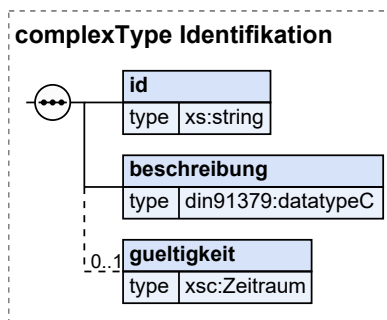 complexType Identifikation
id
type xs:string
beschreibung
type din91379:datatypeC
0..1
gueltigkeit
type xsc:Zeitraum